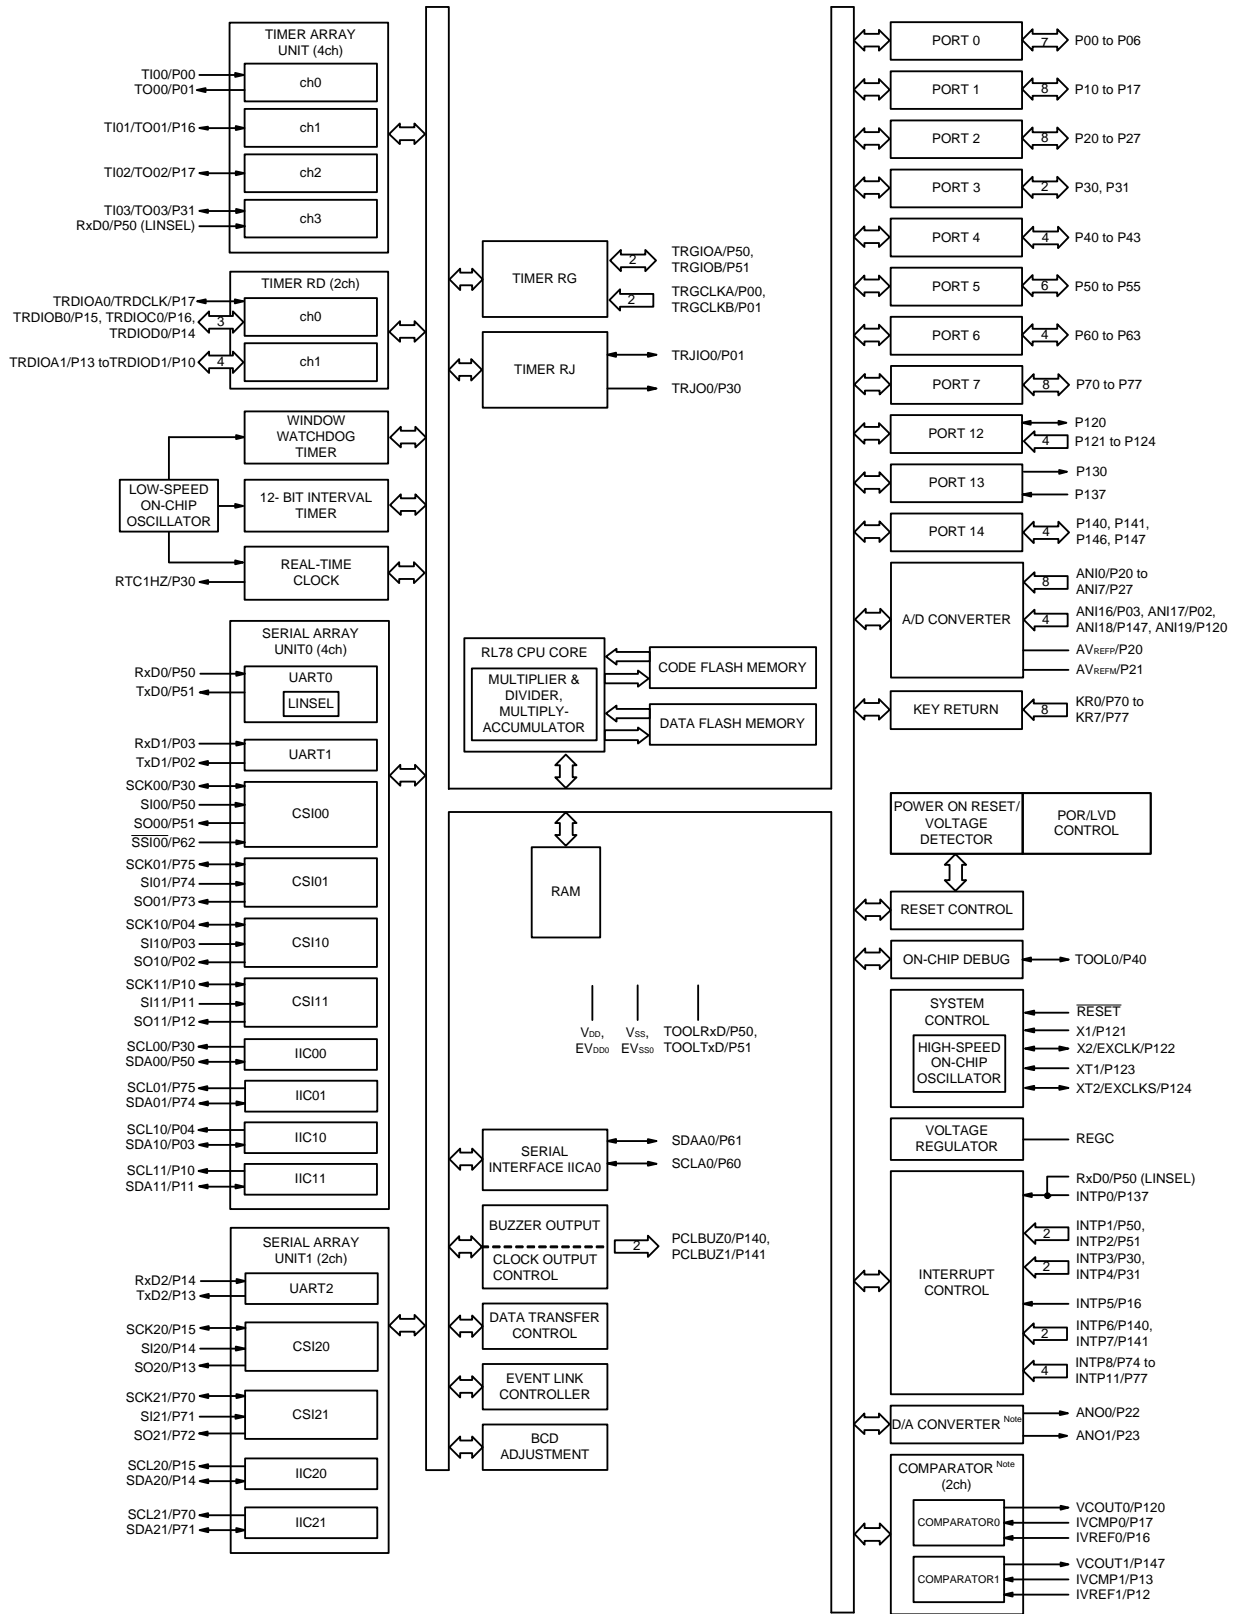 TIMER ARRAY
UNIT (4ch)
TI00/P00
TO00/P01
ch0
TI01/TO01/P16
ch1
TI02/TO02/P17
ch2
TI03/TO03/P31
RxD0/P50 (LINSEL)
ch3
TIMER RD (2ch)
TRDIOA0/TRDCLK/P17
TRDIOB0/P15, TRDIOC0/P16,
TRDIOD0/P14
3
ch0
TRDIOA1/P13 toTRDIOD1/P10
4
ch1
WINDOW
WATCHDOG
TIMER
LOW-SPEED
ON-CHIP
OSCILLATOR
12- BIT INTERVAL
TIMER
REAL-TIME
CLOCK
RTC1HZ/P30
SERIAL ARRAY
UNIT0 (4ch)
RxD0/P50
TxD0/P51
UART0
LINSEL
RxD1/P03
TxD1/P02
UART1
SCK00/P30
SI00/P50
SO00/P51
SSI00/P62
CSI00
SCK01/P75
SI01/P74
SO01/P73
CSI01
SCK10/P04
SI10/P03
SO10/P02
CSI10
SCK11/P10
SI11/P11
SO11/P12
CSI11
SCL00/P30
SDA00/P50
IIC00
SCL01/P75
SDA01/P74
IIC01
SCL10/P04
SDA10/P03
IIC10
SCL11/P10
SDA11/P11
IIC11
SERIAL ARRAY
UNIT1 (2ch)
RxD2/P14
TxD2/P13
UART2
SCK20/P15
SI20/P14
SO20/P13
CSI20
SCK21/P70
SI21/P71
SO21/P72
CSI21
SCL20/P15
SDA20/P14
IIC20
SCL21/P70
SDA21/P71
IIC21
TIMER RG
2
TRGIOA/P50,
TRGIOB/P51
2
TRGCLKA/P00,
TRGCLKB/P01
TIMER RJ
TRJIO0/P01
TRJO0/P30
RL78 CPU CORE
MULTIPLIER &
DIVIDER,
MULTIPLY-
ACCUMULATOR
CODE FLASH MEMORY
DATA FLASH MEMORY
RAM
VDD,
EVDD0
VSS,
EVSS0
TOOLRxD/P50,
TOOLTxD/P51
SERIAL
INTERFACE IICA0
SDAA0/P61
SCLA0/P60
BUZZER OUTPUT
CLOCK OUTPUT
CONTROL
2
PCLBUZ0/P140,
PCLBUZ1/P141
DATA TRANSFER
CONTROL
EVENT LINK
CONTROLLER
BCD
ADJUSTMENT
PORT 0
7
P00 to P06
PORT 1
8
P10 to P17
PORT 2
8
P20 to P27
PORT 3
2
P30, P31
PORT 4
4
P40 to P43
PORT 5
6
P50 to P55
PORT 6
4
P60 to P63
PORT 7
8
P70 to P77
PORT 12
P120
4
P121 to P124
PORT 13
P130
P137
PORT 14
4
P140, P141,
P146, P147
A/D CONVERTER
8
ANI0/P20 to
ANI7/P27
4
ANI16/P03, ANI17/P02,
ANI18/P147, ANI19/P120
AVREFP/P20
AVREFM/P21
KEY RETURN
8
KR0/P70 to
KR7/P77
POWER ON RESET/
VOLTAGE
DETECTOR
POR/LVD
CONTROL
RESET CONTROL
ON-CHIP DEBUG
TOOL0/P40
SYSTEM
CONTROL
HIGH-SPEED
ON-CHIP
OSCILLATOR
RESET
X1/P121
X2/EXCLK/P122
XT1/P123
XT2/EXCLKS/P124
VOLTAGE
REGULATOR
REGC
INTERRUPT
CONTROL
RxD0/P50 (LINSEL)
INTP0/P137
2
INTP1/P50,
INTP2/P51
2
INTP3/P30,
INTP4/P31
INTP5/P16
2
INTP6/P140,
INTP7/P141
4
INTP8/P74 to
INTP11/P77
D/A CONVERTER Note
ANO0/P22
ANO1/P23
COMPARATOR Note
(2ch)
COMPARATOR0
VCOUT0/P120
IVCMP0/P17
IVREF0/P16
COMPARATOR1
VCOUT1/P147
IVCMP1/P13
IVREF1/P12